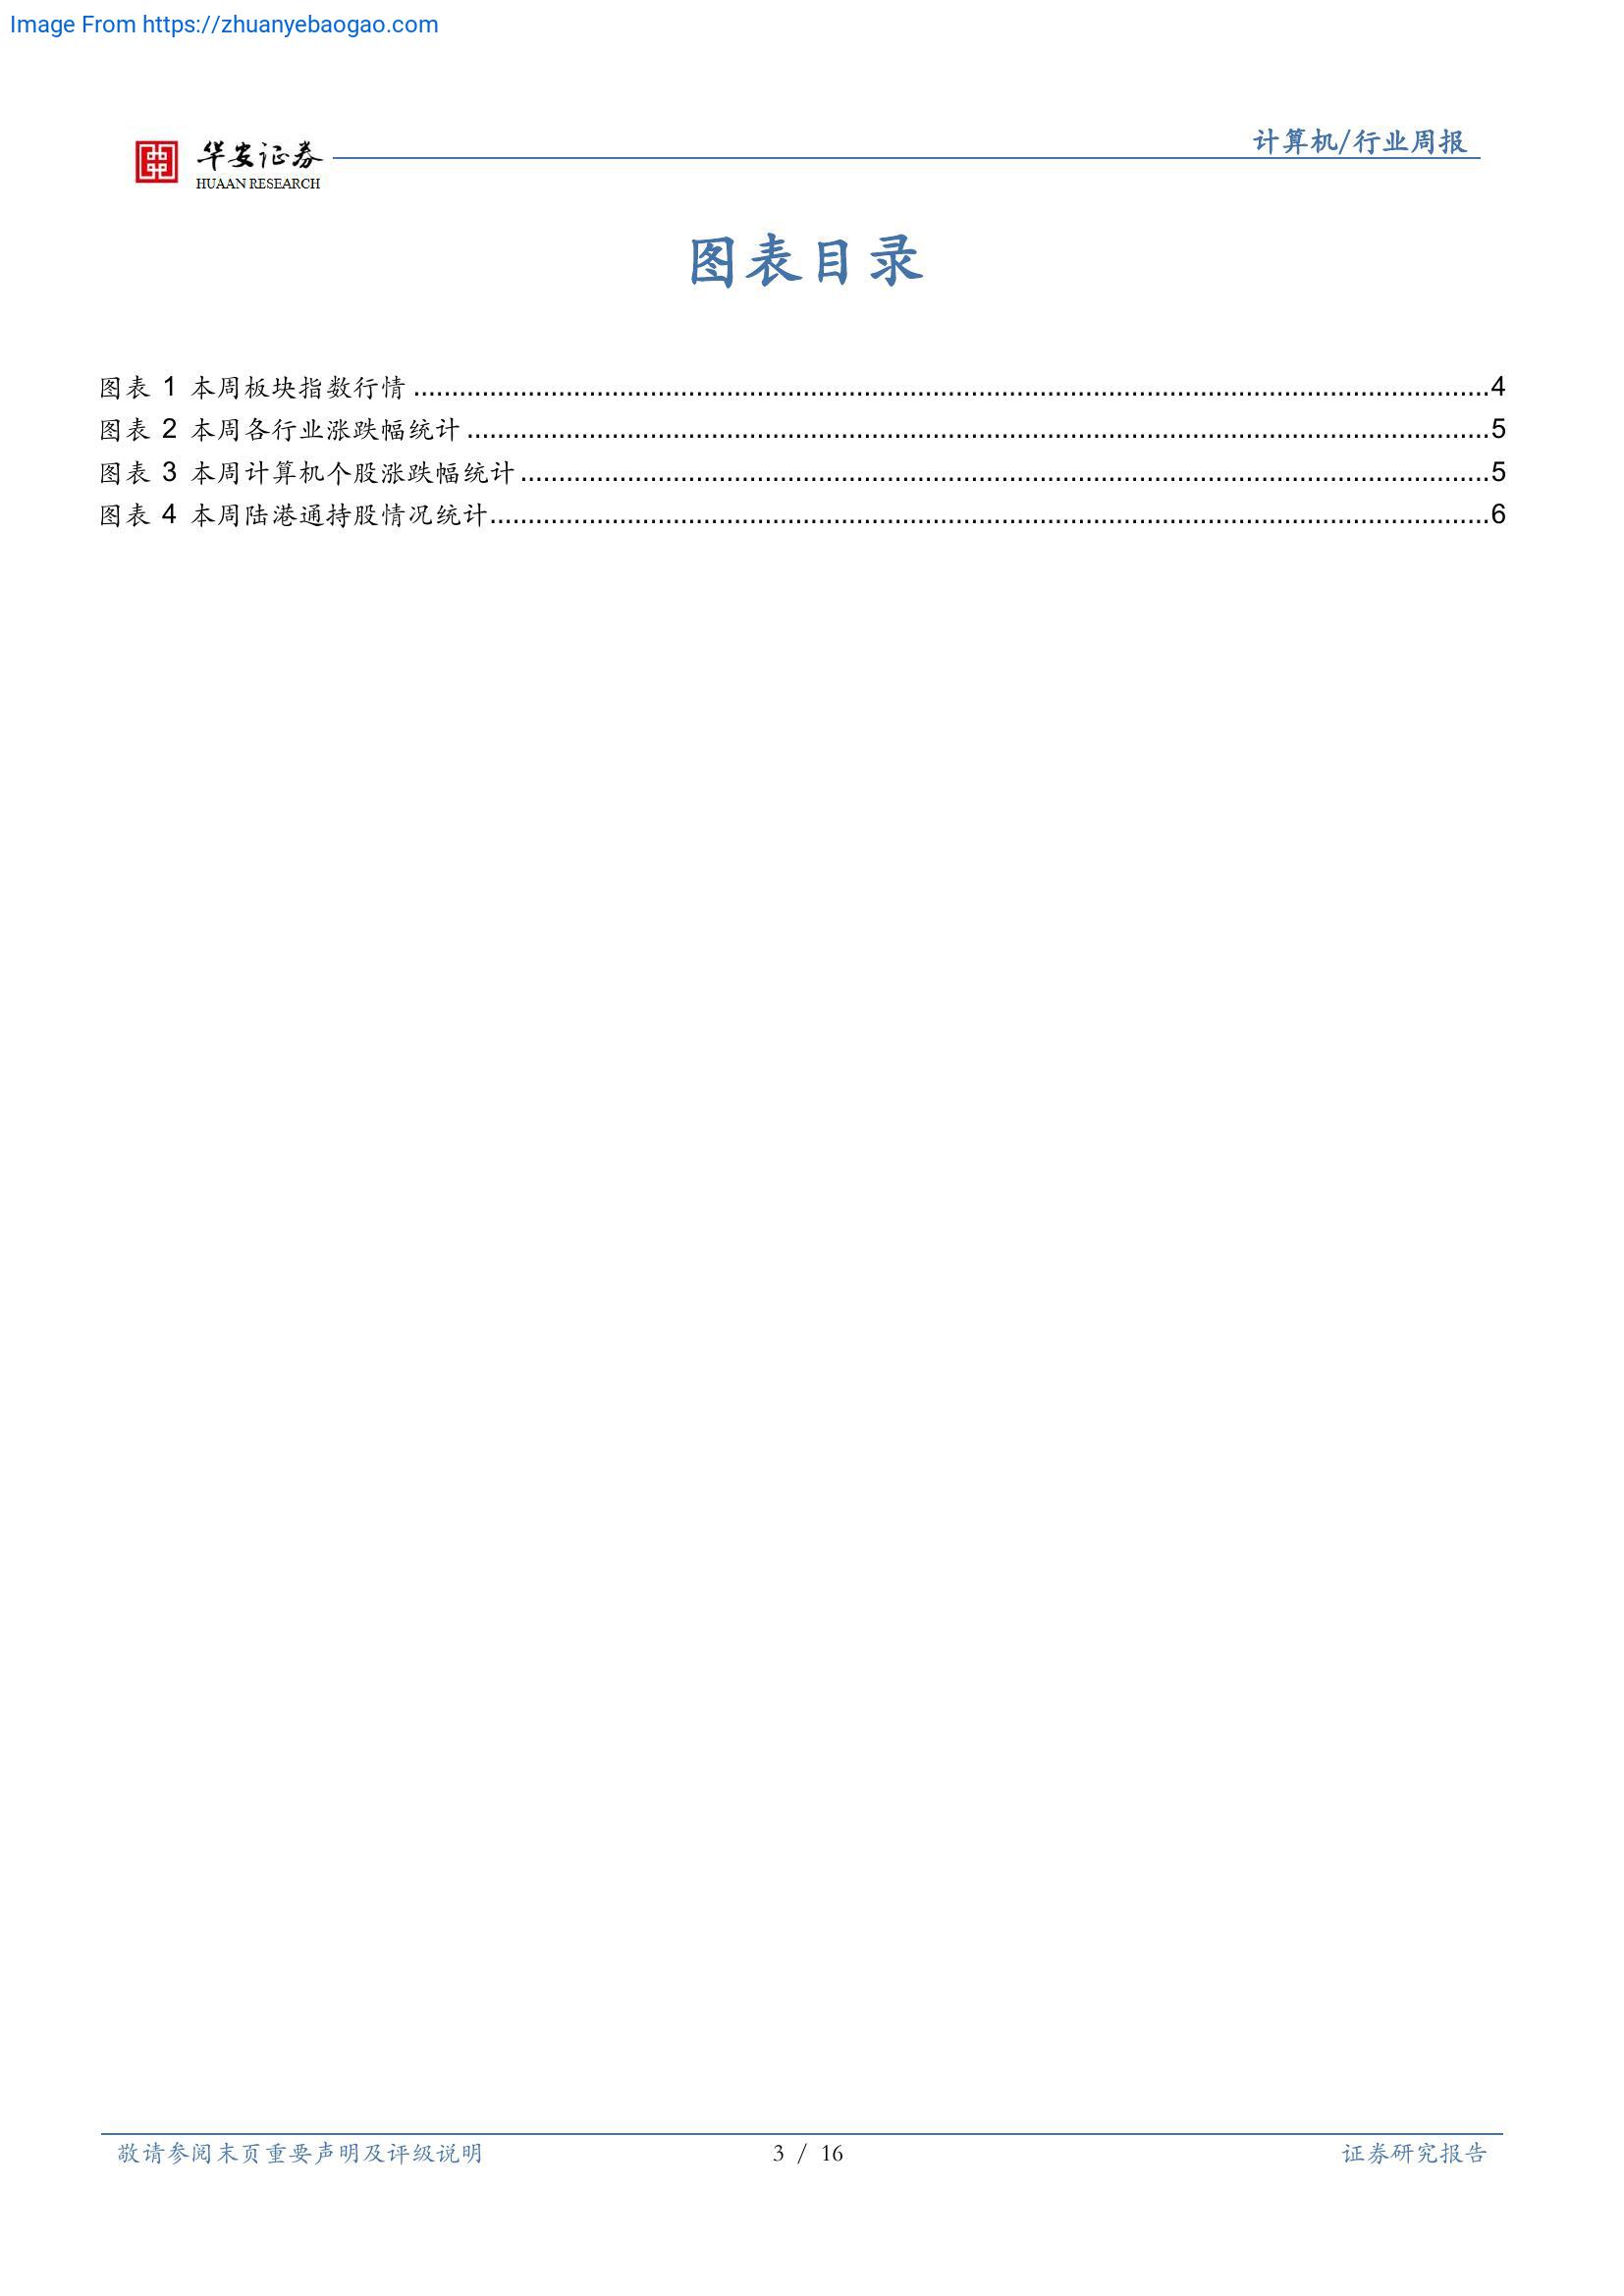 Image From https://zhuanyebaogao.com
华安证券
HUAAN RESEARCH
计算机/行业周报
图表目录
图表 1 本周板块指数行情................................................................4
图表 2 本周各行业涨跌幅统计................................................................5
图表 3 本周计算机个股涨跌幅统计................................................................5
图表 4 本周陆港通持股情况统计................................................................6
敬请参阅末页重要声明及评级说明 3 / 16 证券研究报告